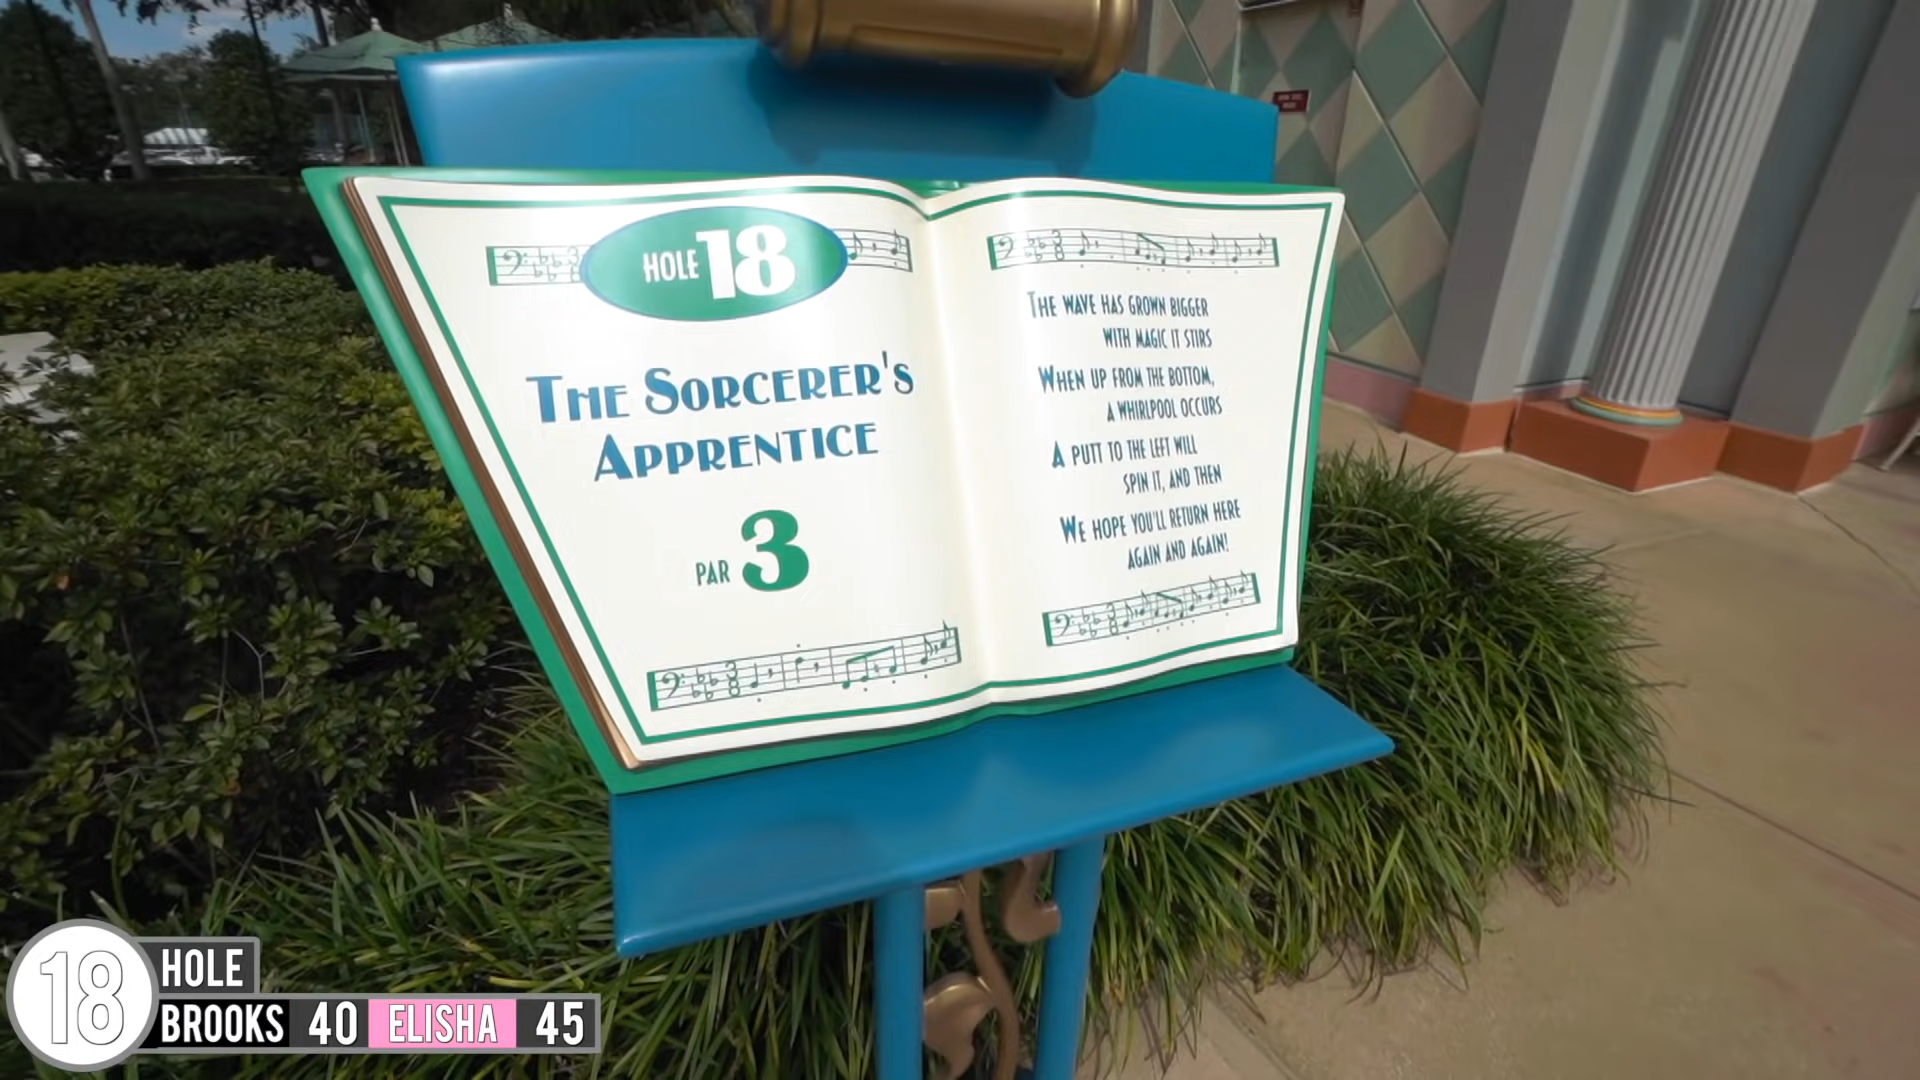 HOLE 18
THE SORCERER'S
APPRENTICE
PAR 3
THE WAVE HAS GROWN BIGGER
WITH MAGIC IT STIRS
WHEN UP FROM THE BOTTOM,
A WHIRLPOOL OCCURS
A PUTT TO THE LEFT WILL
SPIN IT, AND THEN
WE HOPE YOU'LL RETURN HERE
AGAIN AND AGAIN!
18 HOLE
BROOKS 40 ELISHA 45